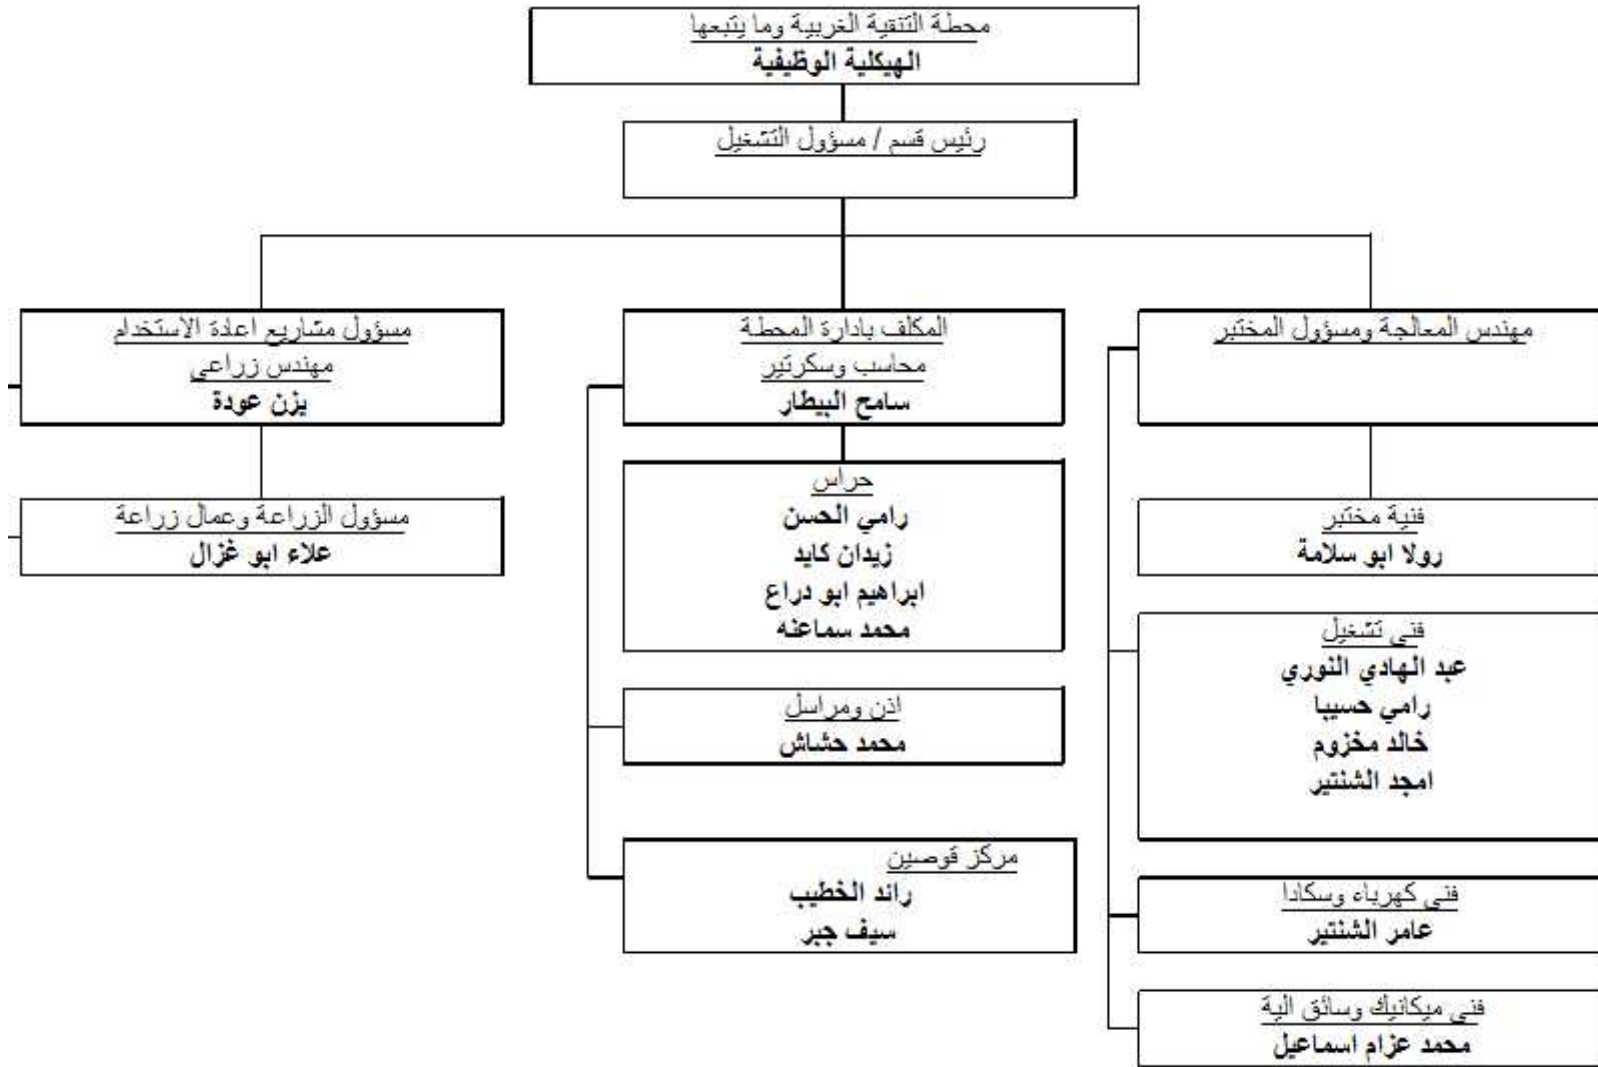 محطة التنقية الغربية وما يتبعها
الهيكلية الوظيفية
رئيس قسم / مسؤول التشغيل
مهندس المعالجة ومسؤول المختبر
المكلف بادارة المحطة
محاسب وسكرتير
سامح البيطار
مسؤول مشاريع اعادة الاستخدام
مهندس زراعي
يزن عودة
فنية مختبر
رولا ابو سلامة
فني تشغيل
عبد الهادي النوري
رامي حسيبا
خالد مخزوم
امجد الشنتير
فني كهرباء وسكادا
عامر الشنتير
فني ميكانيك وسائق الية
محمد عزام اسماعيل
حراس
رامي الحسن
زيدان كايد
ابراهيم ابو دراع
محمد سماعنه
اذن ومراسل
محمد حشاش
مركز قوصين
رائد الخطيب
سيف جبر
مسؤول الزراعة وعمال زراعة
علاء ابو غزال